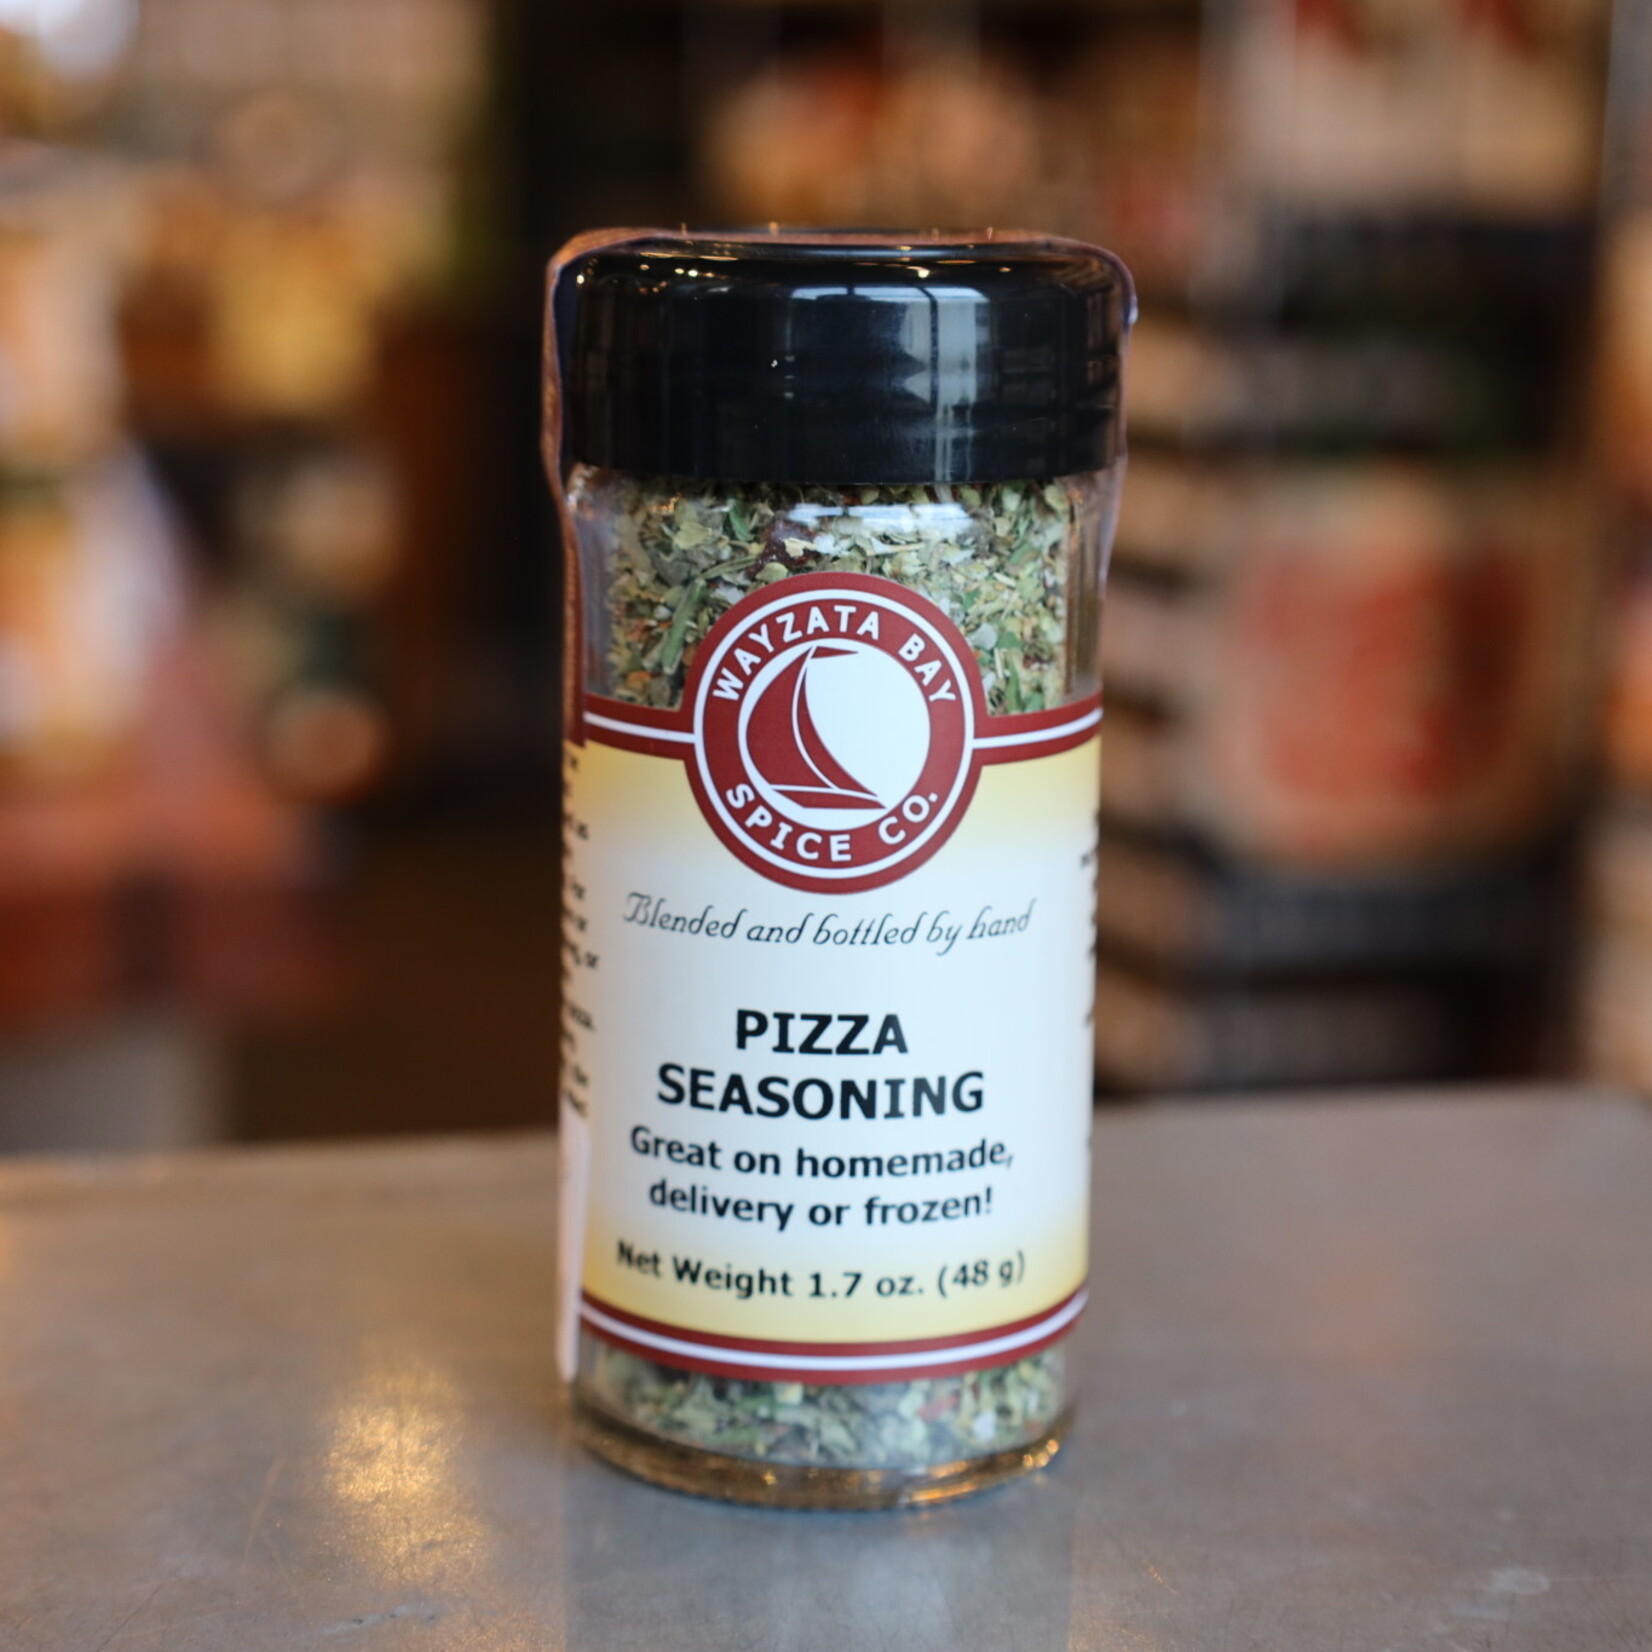 WAYZATA BAY
SPICE CO.
Blended and bottled by hand
PIZZA
SEASONING
Great on homemade,
delivery or frozen!
Net Weight 1.7 oz. (48 g)